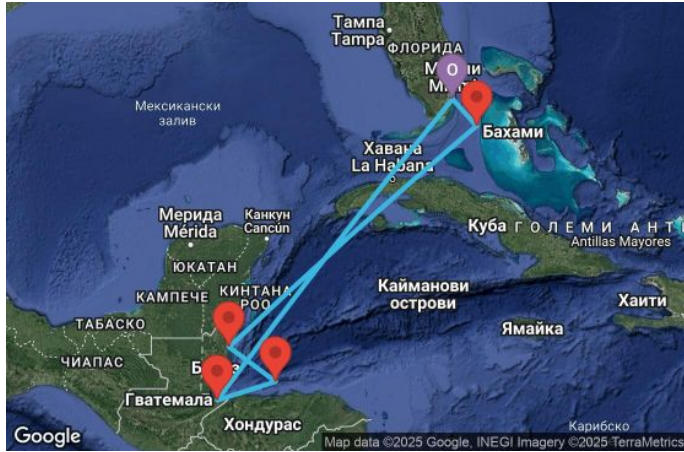 Тампа
Tampa
ФЛОРИДА
O
Бахами
Мексикански
залив
Хавана
La Habana
Мерида
Mérida
Канкун
Cancún
Куба
ГОЛЕМИ АНТ
Antillas Mayores
ЮКАТАН
КАМПЕЧЕ
КИНТАНА
РОО
Кайманови
острови
Хаити
ТАБАСКО
Ямайка
ЧИАПАС
Гватемала
Хондурас
Карибско
Google
Map data ©2025 Google, INEGI Imagery ©2025 TerraMetrics